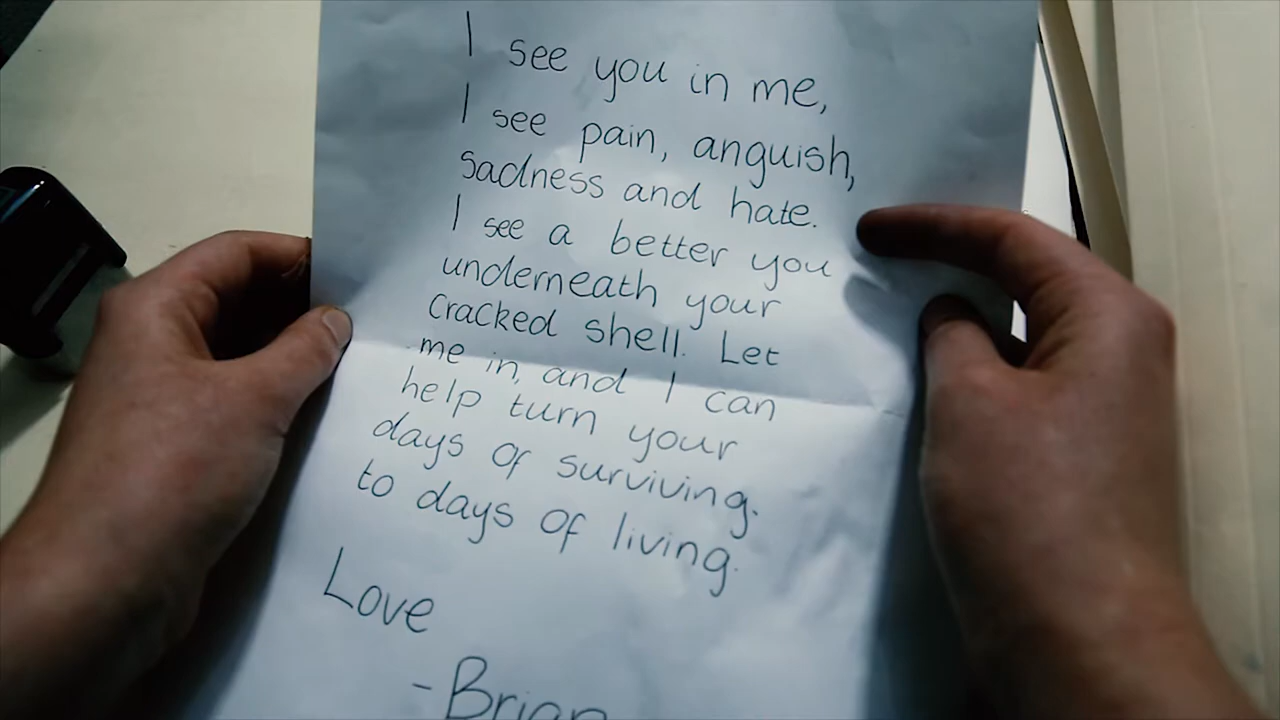 I see you in me,
I see pain, anguish,
sadness and hate.
I see a better you
underneath your
cracked shell. Let
me in, and I can
help turn your
days of surviving.
to days of living.
Love
- Brian